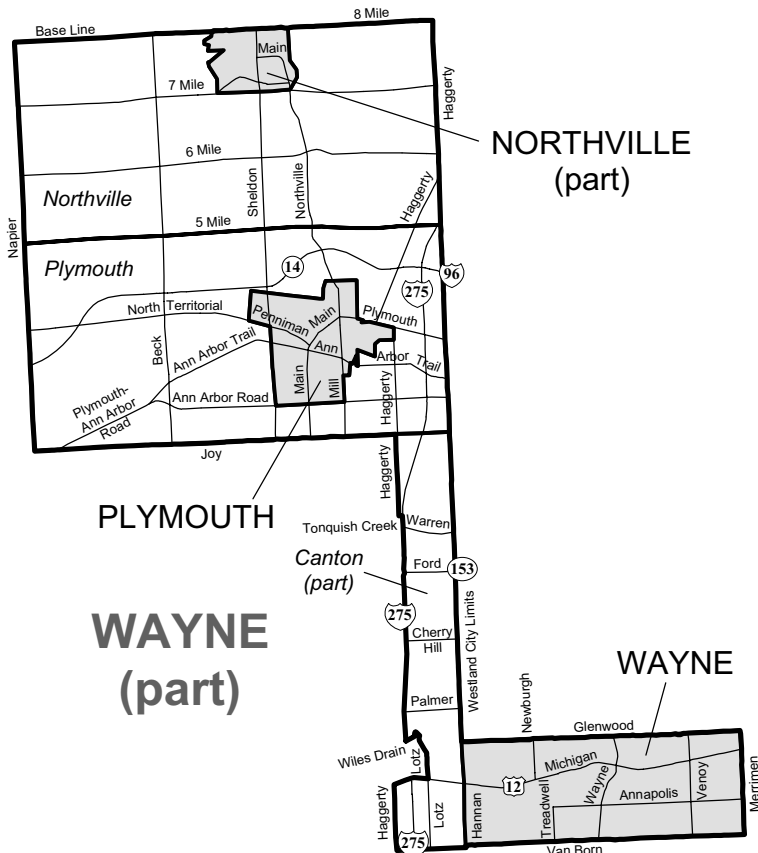 8 Mile
Base Line
Main
7 Mile
Haggerty
NORTHVILLE
(part)
6 Mile
Sheldon
Northville
Northville
Haggerty
Napier
5 Mile
Plymouth
14
96
275
North Territorial
Penniman
Main
Plymouth
Beck
Ann Arbor Trail
Ann
Arbor Trail
Main
Mill
Haggerty
Plymouth-
Ann Arbor
Road
Ann Arbor Road
Joy
Haggerty
PLYMOUTH
Tonquish Creek
Warren
Canton
(part)
Ford
153
275
WAYNE
(part)
Cherry
Hill
Westland City Limits
WAYNE
Palmer
Newburgh
Glenwood
Wiles Drain
Lotz
Michigan
12
Haggerty
Lotz
Hannan
Treadwell
Wayne
Annapolis
Venoy
Merrimen
275
Van Born